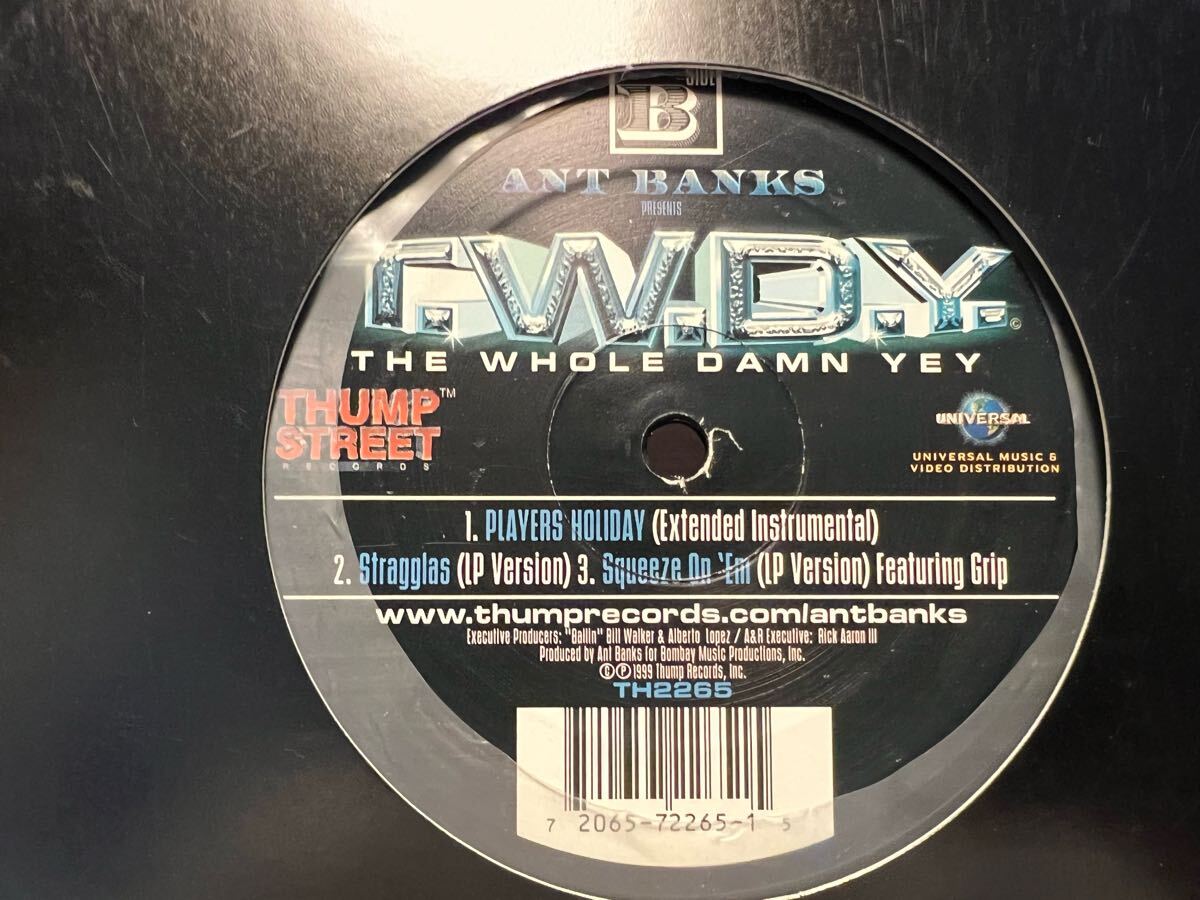 SIDE
B
ANT BANKS
PRESENTS
T.W.D.Y.
©
THE WHOLE DAMN YEY
THUMP™
STREET
RECORDS
UNIVERSAL
UNIVERSAL MUSIC &
VIDEO DISTRIBUTION
1. PLAYERS HOLIDAY (Extended Instrumental)
2. Stragglas (LP Version) 3. Squeeze On 'Em (LP Version) Featuring Grip
www.thumprecords.com/antbanks
Executive Producers: "Ballin" Bill Walker & Alberto Lopez / A&R Executive: Rick Aaron III
Produced by Ant Banks for Bombay Music Productions, Inc.
©℗1999 Thump Records, Inc.
TH2265
7 2065-72265-1 5